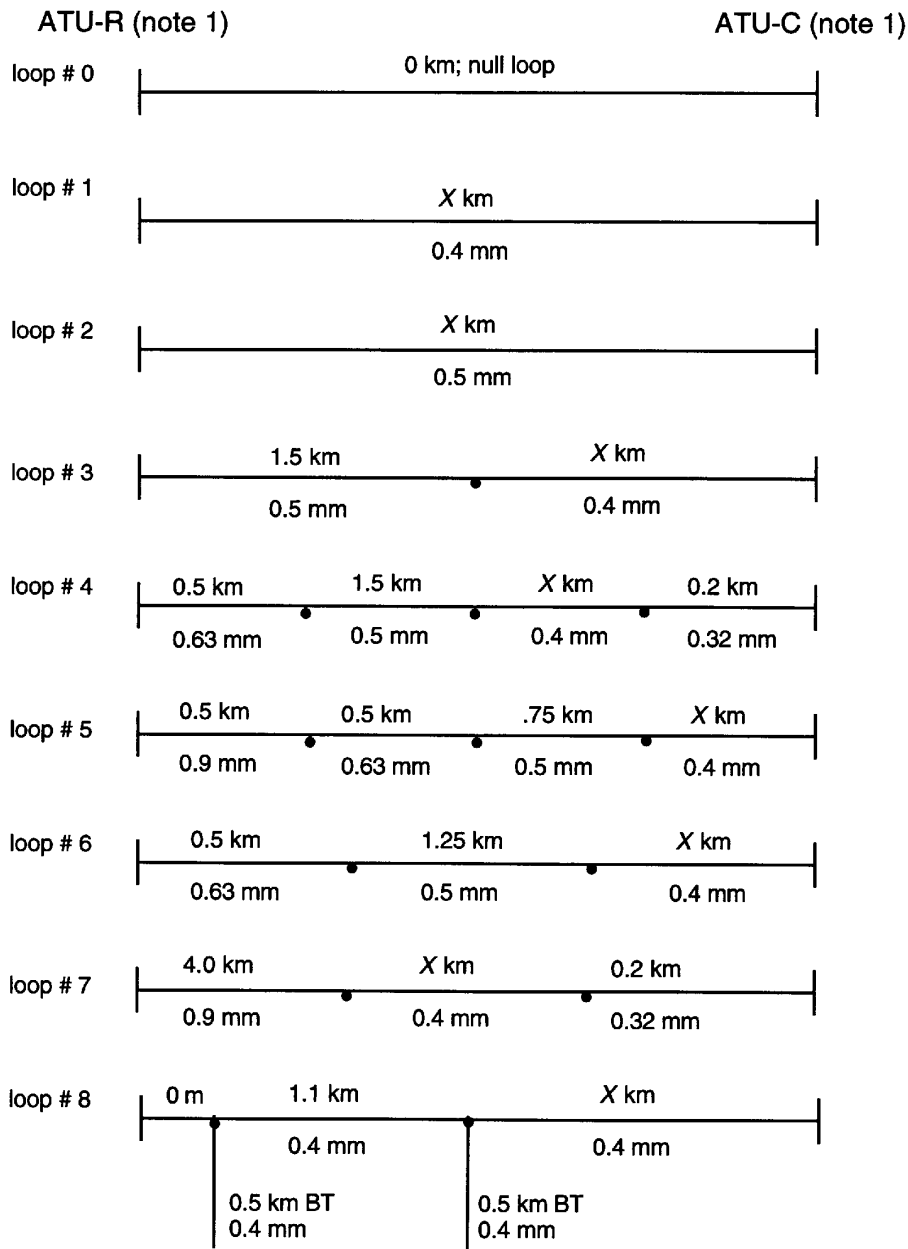 ATU-R (note 1) ATU-C (note 1)
loop # 0 0 km; null loop
loop # 1 X km
0.4 mm
loop # 2 X km
0.5 mm
loop # 3 1.5 km X km
0.5 mm 0.4 mm
loop # 4 0.5 km 1.5 km X km 0.2 km
0.63 mm 0.5 mm 0.4 mm 0.32 mm
loop # 5 0.5 km 0.5 km .75 km X km
0.9 mm 0.63 mm 0.5 mm 0.4 mm
loop # 6 0.5 km 1.25 km X km
0.63 mm 0.5 mm 0.4 mm
loop # 7 4.0 km X km 0.2 km
0.9 mm 0.4 mm 0.32 mm
loop # 8 0 m 1.1 km X km
0.4 mm 0.4 mm
0.5 km BT 0.5 km BT
0.4 mm 0.4 mm